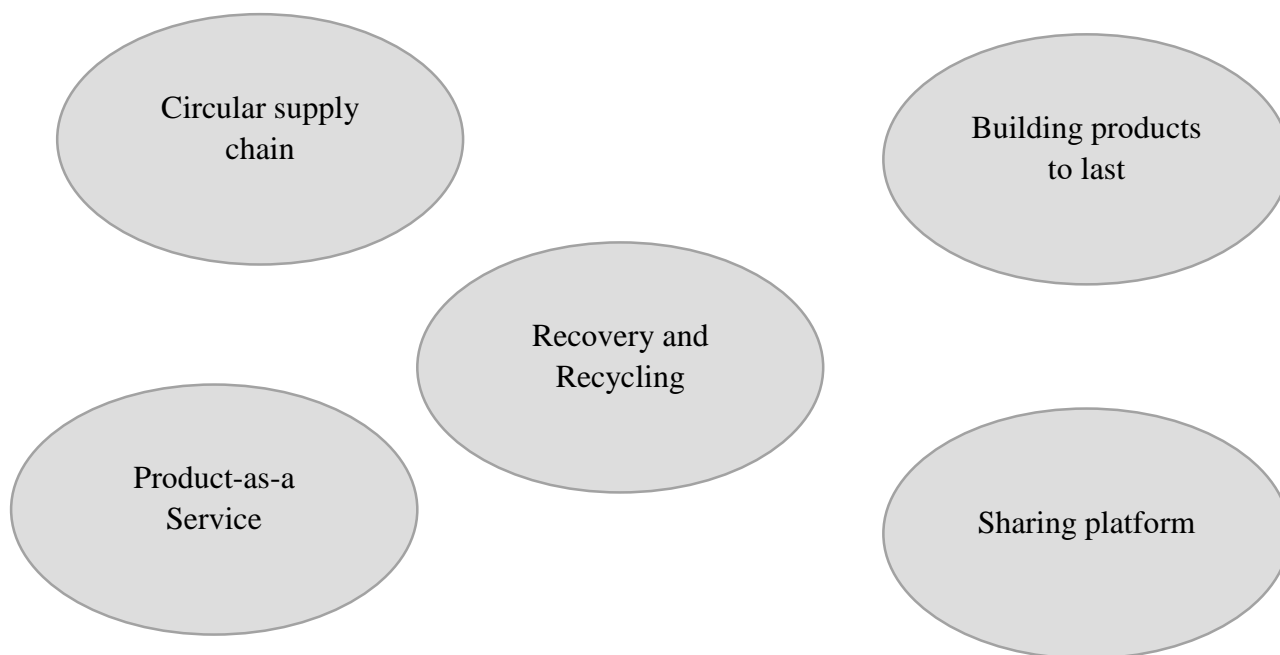 Circular supply
chain
Building products
to last
Recovery and
Recycling
Product-as-a
Service
Sharing platform